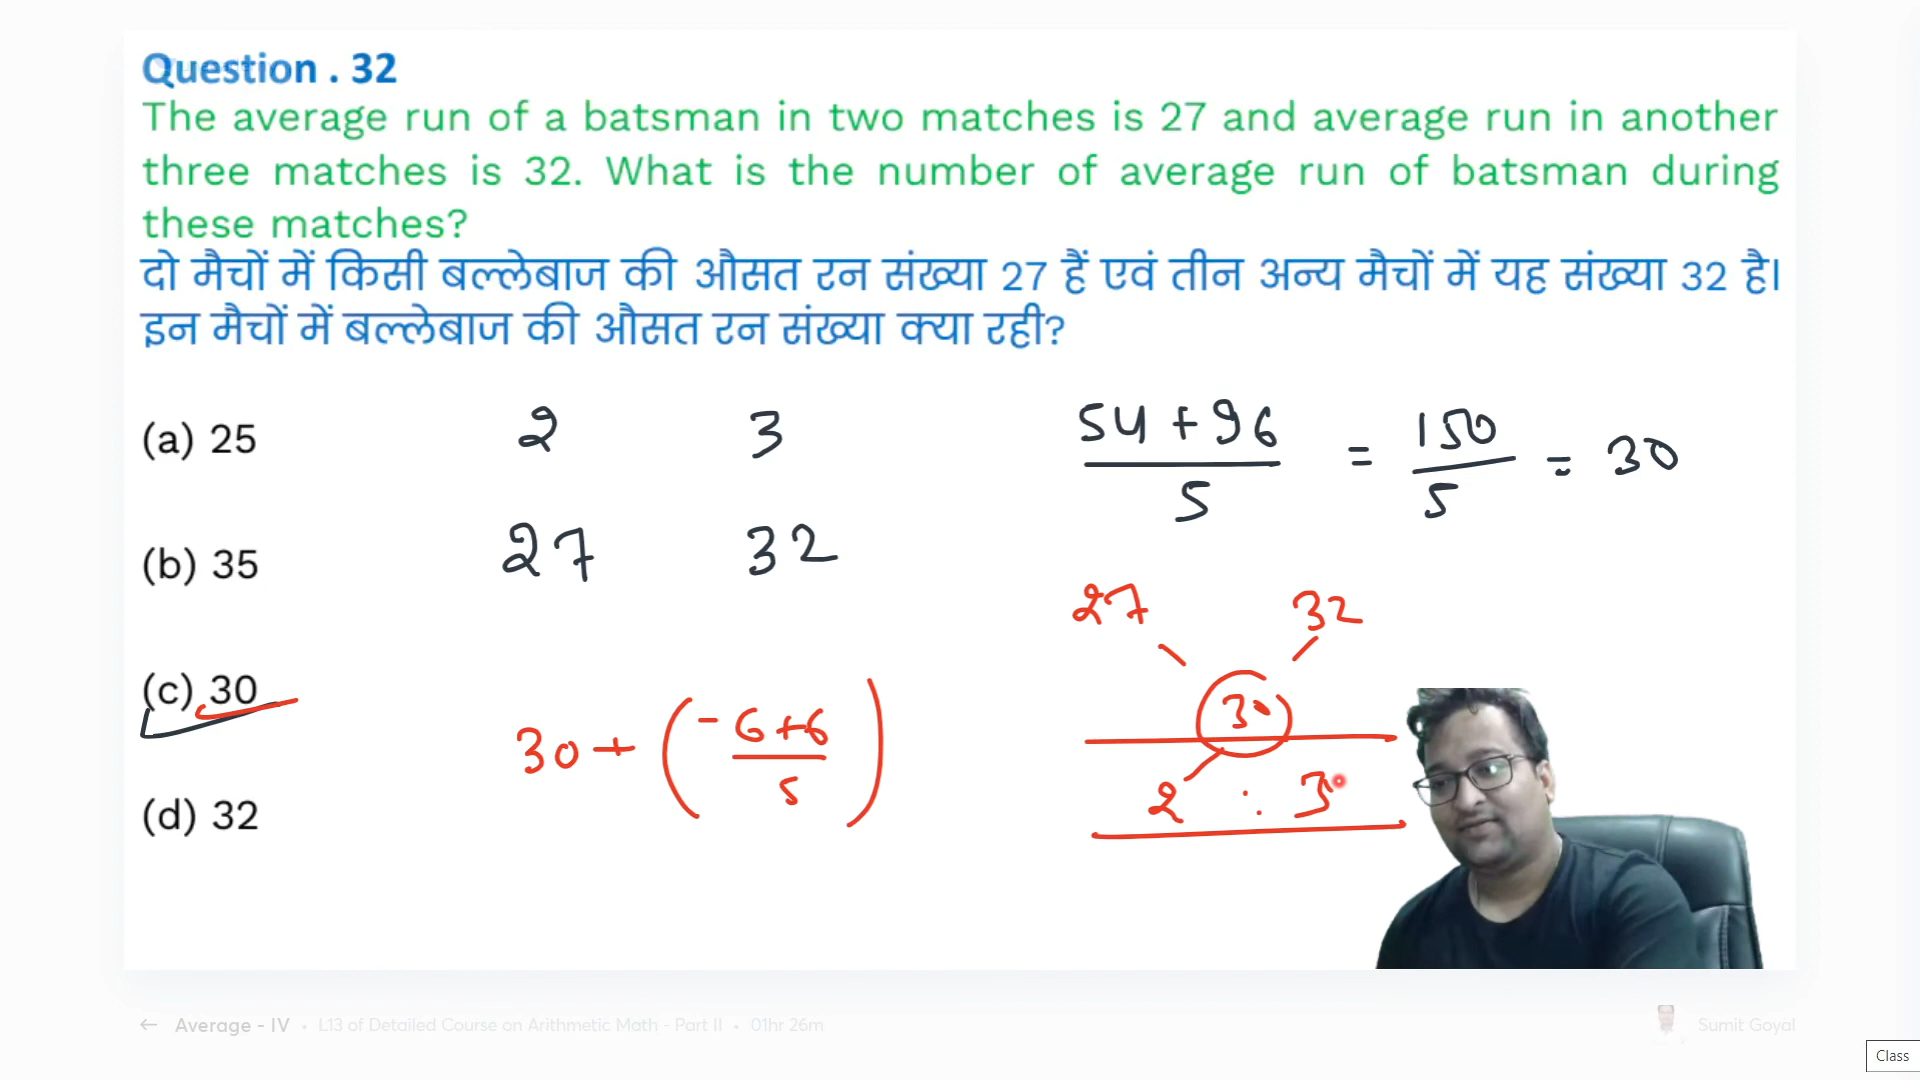 Question . 32
The average run of a batsman in two matches is 27 and average run in another
three matches is 32. What is the number of average run of batsman during
these matches?
दो मैचों में किसी बल्लेबाज की औसत रन संख्या 27 हैं एवं तीन अन्य मैचों में यह संख्या 32 है।
इन मैचों में बल्लेबाज की औसत रन संख्या क्या रही?
(a) 25
(b) 35
(c) 30
(d) 32
2 3
27 32
54 + 96 / 5 = 150 / 5 = 30
30 + ( - 6 + 6 / 5 )
27 32
30
2 : 3
← Average - IV • L13 of Detailed Course on Arithmetic Math - Part II • 01hr 26m
Sumit Goyal
Class